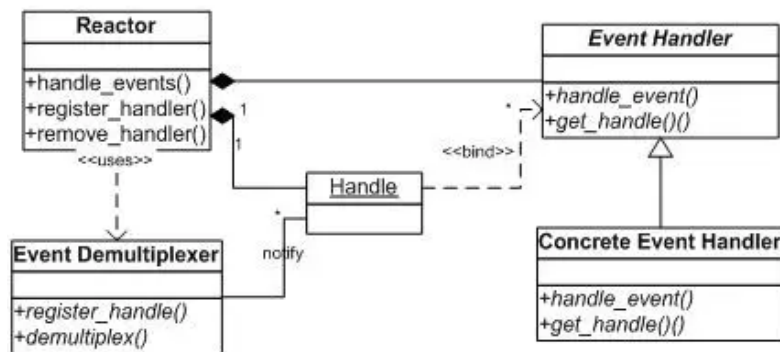 Reactor
+handle_events()
+register_handler()
+remove_handler()
<<uses>>
1
1
Event Handler
+handle_event()
+get_handle()()
*
<<bind>>
Handle
*
notify
Event Demultiplexer
+register_handle()
+demultiplex()
Concrete Event Handler
+handle_event()
+get_handle()()